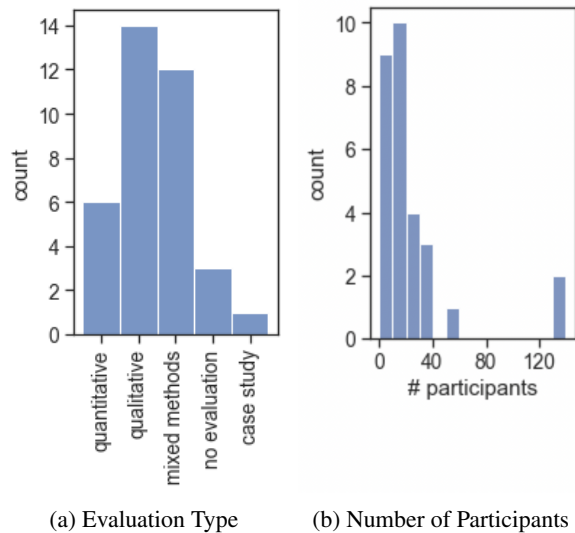 14
12
10
8
6
4
2
0
count
quantitative
qualitative
mixed methods
no evaluation
case study
(a) Evaluation Type
10
8
6
4
2
0
count
0 40 80 120
# participants
(b) Number of Participants